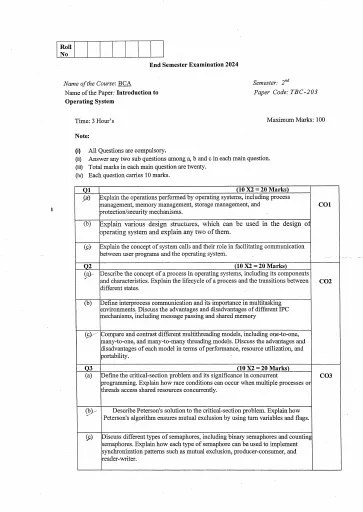 Roll
No
End Semester Examination 2024
Name of the Course: BCA
Semester: 2nd
Name of the Paper: Introduction to
Operating System
Paper Code: TBC-203
Time: 3 Hour's
Maximum Marks: 100
Note:
(i) All Questions are compulsory.
(ii) Answer any two sub questions among a, b and c in each main question.
(iii) Total marks in each main question are twenty.
(iv) Each question carries 10 marks.
Q1 (10 X2 = 20 Marks)
(a) Explain the operations performed by operating systems, including process
management, memory management, storage management, and
protection/security mechanisms.
CO1
(b) Explain various design structures, which can be used in the design of
operating system and explain any two of them.
(c) Explain the concept of system calls and their role in facilitating communication
between user programs and the operating system.
Q2 (10 X2 = 20 Marks)
(a) Describe the concept of a process in operating systems, including its components
and characteristics. Explain the lifecycle of a process and the transitions between
different states.
CO2
(b) Define interprocess communication and its importance in multitasking
environments. Discuss the advantages and disadvantages of different IPC
mechanisms, including message passing and shared memory
(c) Compare and contrast different multithreading models, including one-to-one,
many-to-one, and many-to-many threading models. Discuss the advantages and
disadvantages of each model in terms of performance, resource utilization, and
portability.
Q3 (10 X2 = 20 Marks)
(a) Define the critical-section problem and its significance in concurrent
programming. Explain how race conditions can occur when multiple processes or
threads access shared resources concurrently.
CO3
(b) Describe Peterson's solution to the critical-section problem. Explain how
Peterson's algorithm ensures mutual exclusion by using turn variables and flags.
(c) Discuss different types of semaphores, including binary semaphores and counting
semaphores. Explain how each type of semaphore can be used to implement
synchronization patterns such as mutual exclusion, producer-consumer, and
reader-writer.